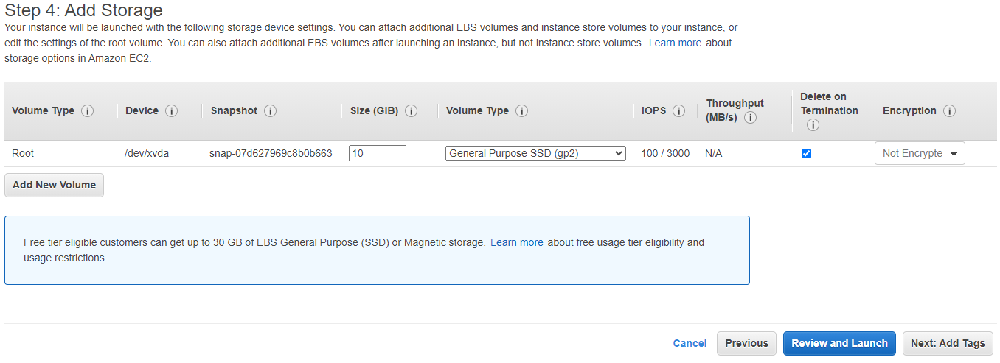 Step 4: Add Storage
Your instance will be launched with the following storage device settings. You can attach additional EBS volumes and instance store volumes to your instance, or
edit the settings of the root volume. You can also attach additional EBS volumes after launching an instance, but not instance store volumes. Learn more about
storage options in Amazon EC2.
Volume Type i Device i Snapshot i Size (GiB) i Volume Type i IOPS i Throughput (MB/s) i Delete on Termination i Encryption i
Root /dev/xvda snap-07d627969c8b0b663 10 General Purpose SSD (gp2) 100 / 3000 N/A Not Encrypte
Add New Volume
Free tier eligible customers can get up to 30 GB of EBS General Purpose (SSD) or Magnetic storage. Learn more about free usage tier eligibility and
usage restrictions.
Cancel Previous Review and Launch Next: Add Tags